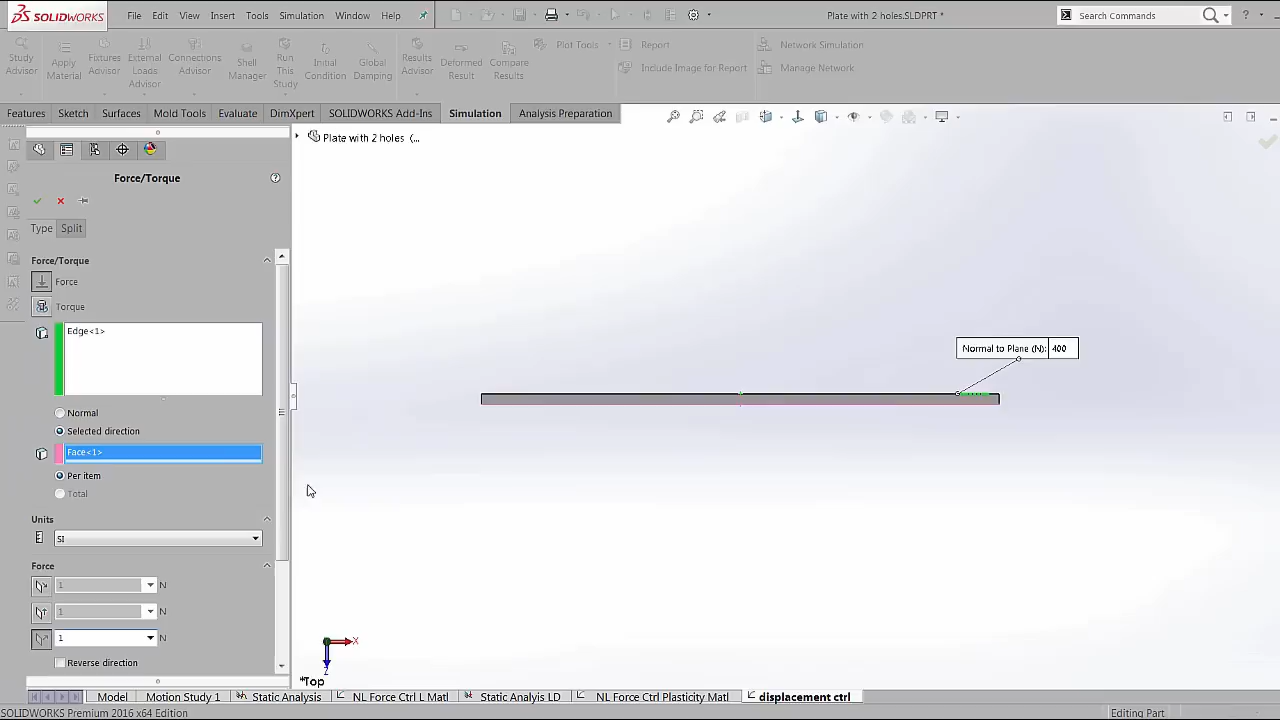 SOLIDWORKS File Edit View Insert Tools Simulation Window Help Plate with 2 holes.SLDPRT * Search Commands ?
Study Advisor
Apply Material
Fixtures Advisor
External Loads Advisor
Connections Advisor
Shell Manager
Run This Study
Initial Condition
Global Damping
Plot Tools
Results Advisor
Deformed Result
Compare Results
Report
Include Image for Report
Network Simulation
Manage Network
Features Sketch Surfaces Mold Tools Evaluate DimXpert SOLIDWORKS Add-Ins Simulation Analysis Preparation
Plate with 2 holes (...
Force/Torque ?
Type Split
Force/Torque
Force
Torque
Edge<1>
Normal to Plane (N): 400
Normal
Selected direction
Face<1>
Per item
Total
Units
SI
Force
1 N
1 N
1 N
Reverse direction
X
Z
*Top
Model Motion Study 1 Static Analysis NL Force Ctrl L Matl Static Analysis LD NL Force Ctrl Plasticity Matl displacement ctrl
SOLIDWORKS Premium 2016 x64 Edition Editing Part